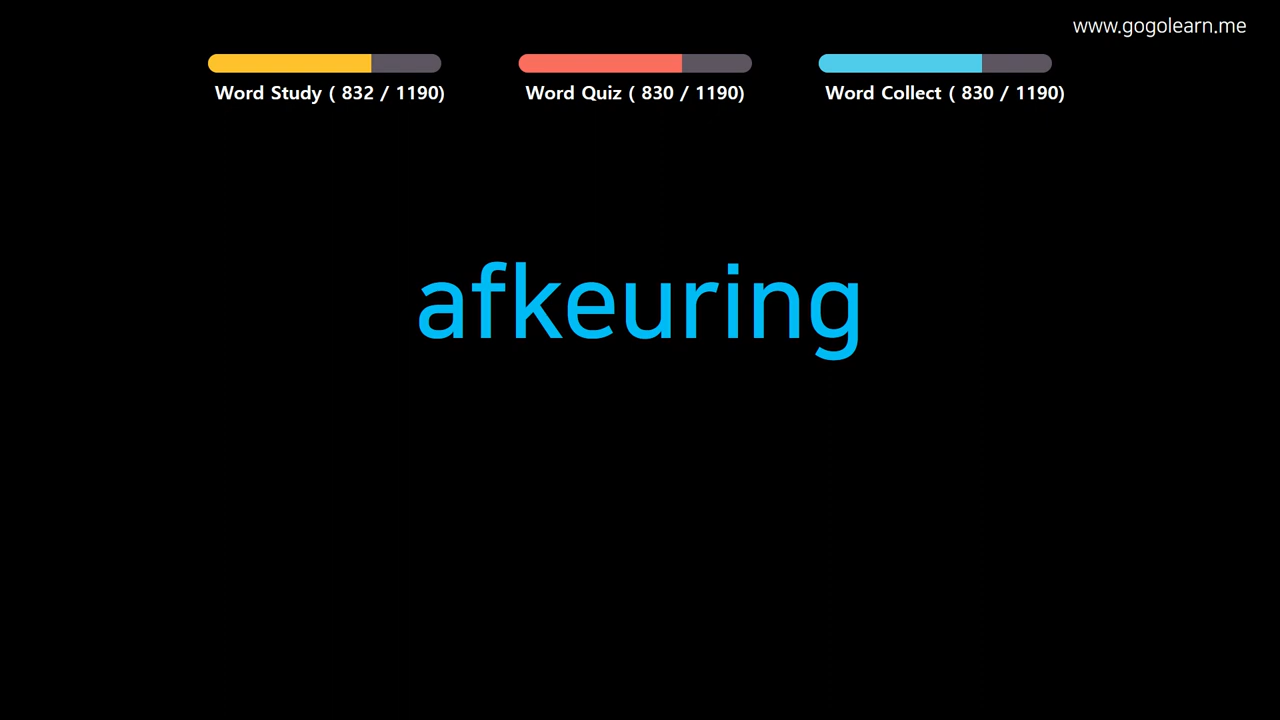 www.gogolearn.me
Word Study ( 832 / 1190)
Word Quiz ( 830 / 1190)
Word Collect ( 830 / 1190)
afkeuring